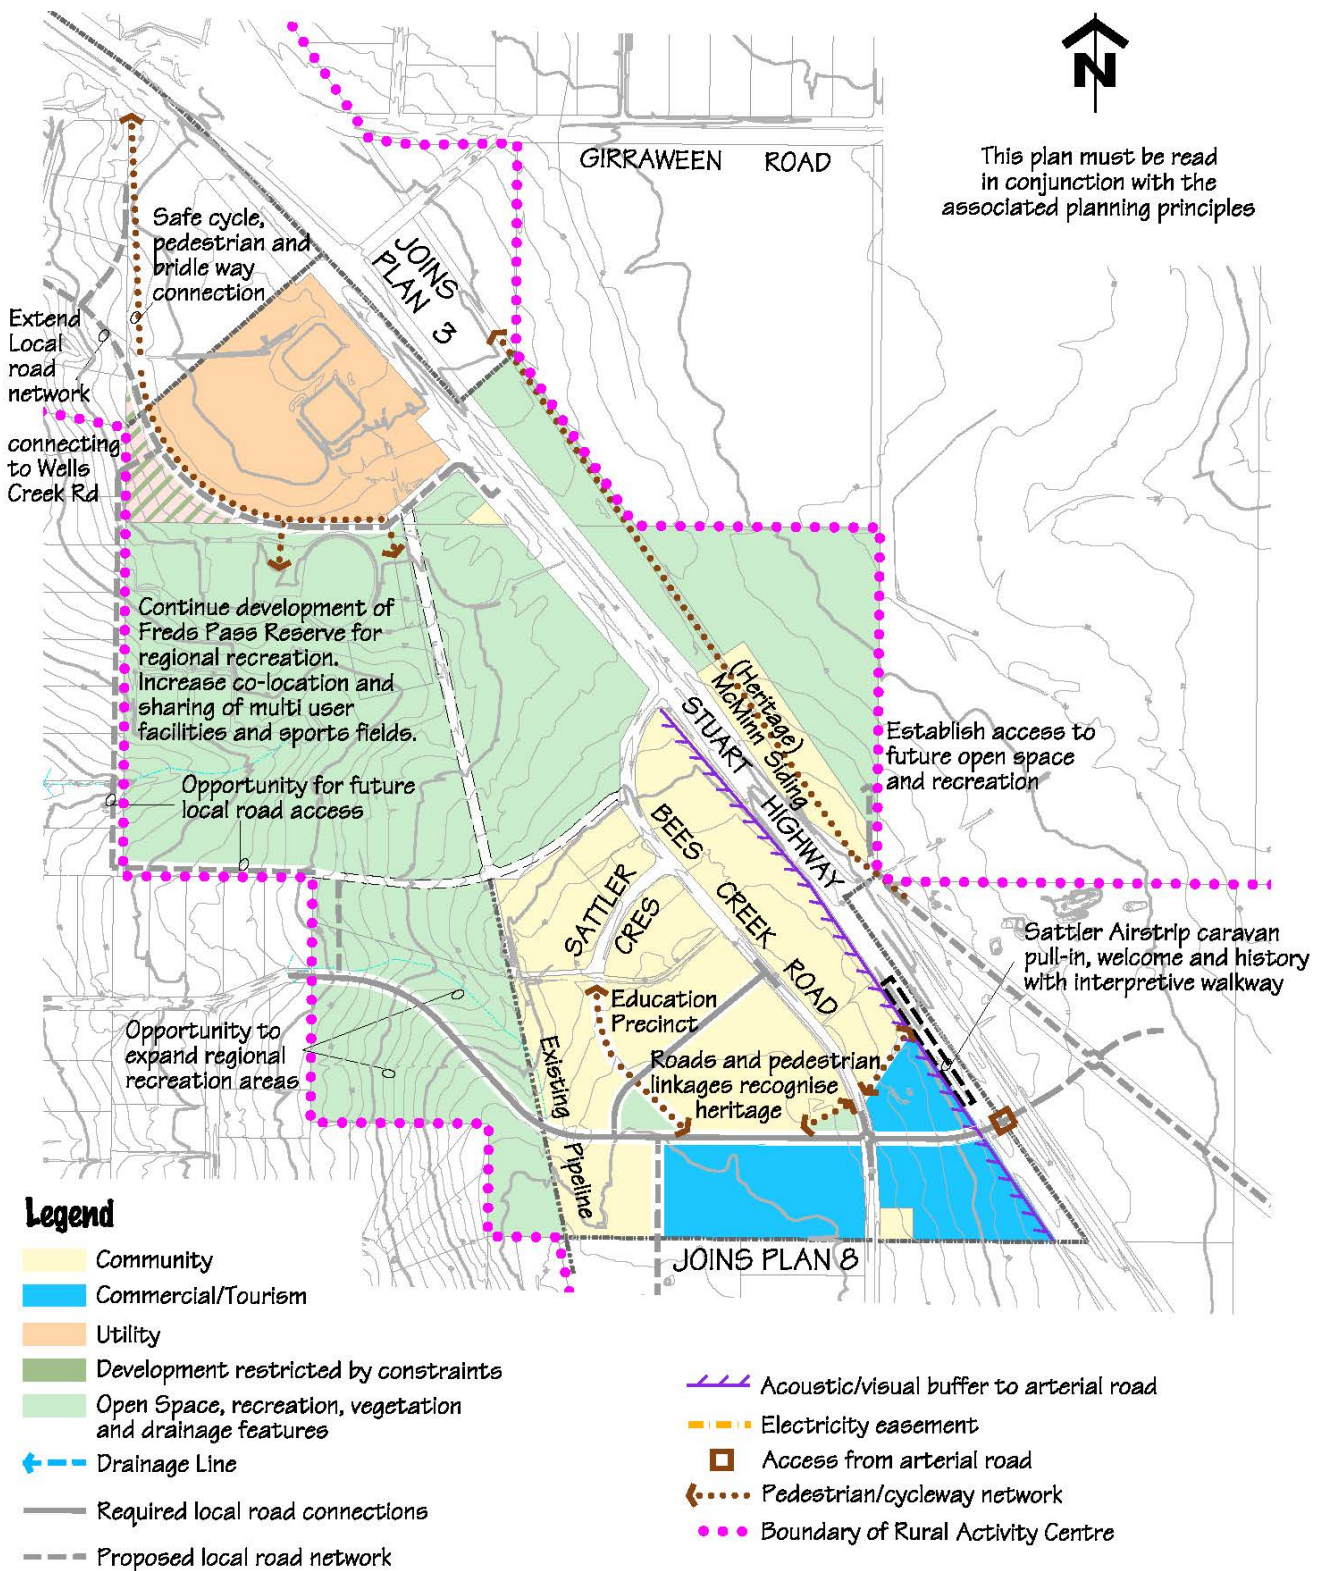 N
This plan must be read
in conjunction with the
associated planning principles
GIRRAWEEN ROAD
Safe cycle,
pedestrian and
bridle way
connection
JOINS
PLAN 3
Extend
Local
road
network
connecting
to Wells
Creek Rd
Continue development of
Freds Pass Reserve for
regional recreation.
Increase co-location and
sharing of multi user
facilities and sports fields.
(Heritage)
McMinn Siding
STUART HIGHWAY
Establish access to
future open space
and recreation
Opportunity for future
local road access
BEES CREEK ROAD
SATTLER
CRES
Sattler Airstrip caravan
pull-in, welcome and history
with interpretive walkway
Education
Precinct
Opportunity to
expand regional
recreation areas
Existing Pipeline
Roads and pedestrian
linkages recognise
heritage
JOINS PLAN 8
Legend
Community
Commercial/Tourism
Utility
Development restricted by constraints
Open Space, recreation, vegetation
and drainage features
Drainage Line
Required local road connections
Proposed local road network
Acoustic/visual buffer to arterial road
Electricity easement
Access from arterial road
Pedestrian/cycleway network
Boundary of Rural Activity Centre